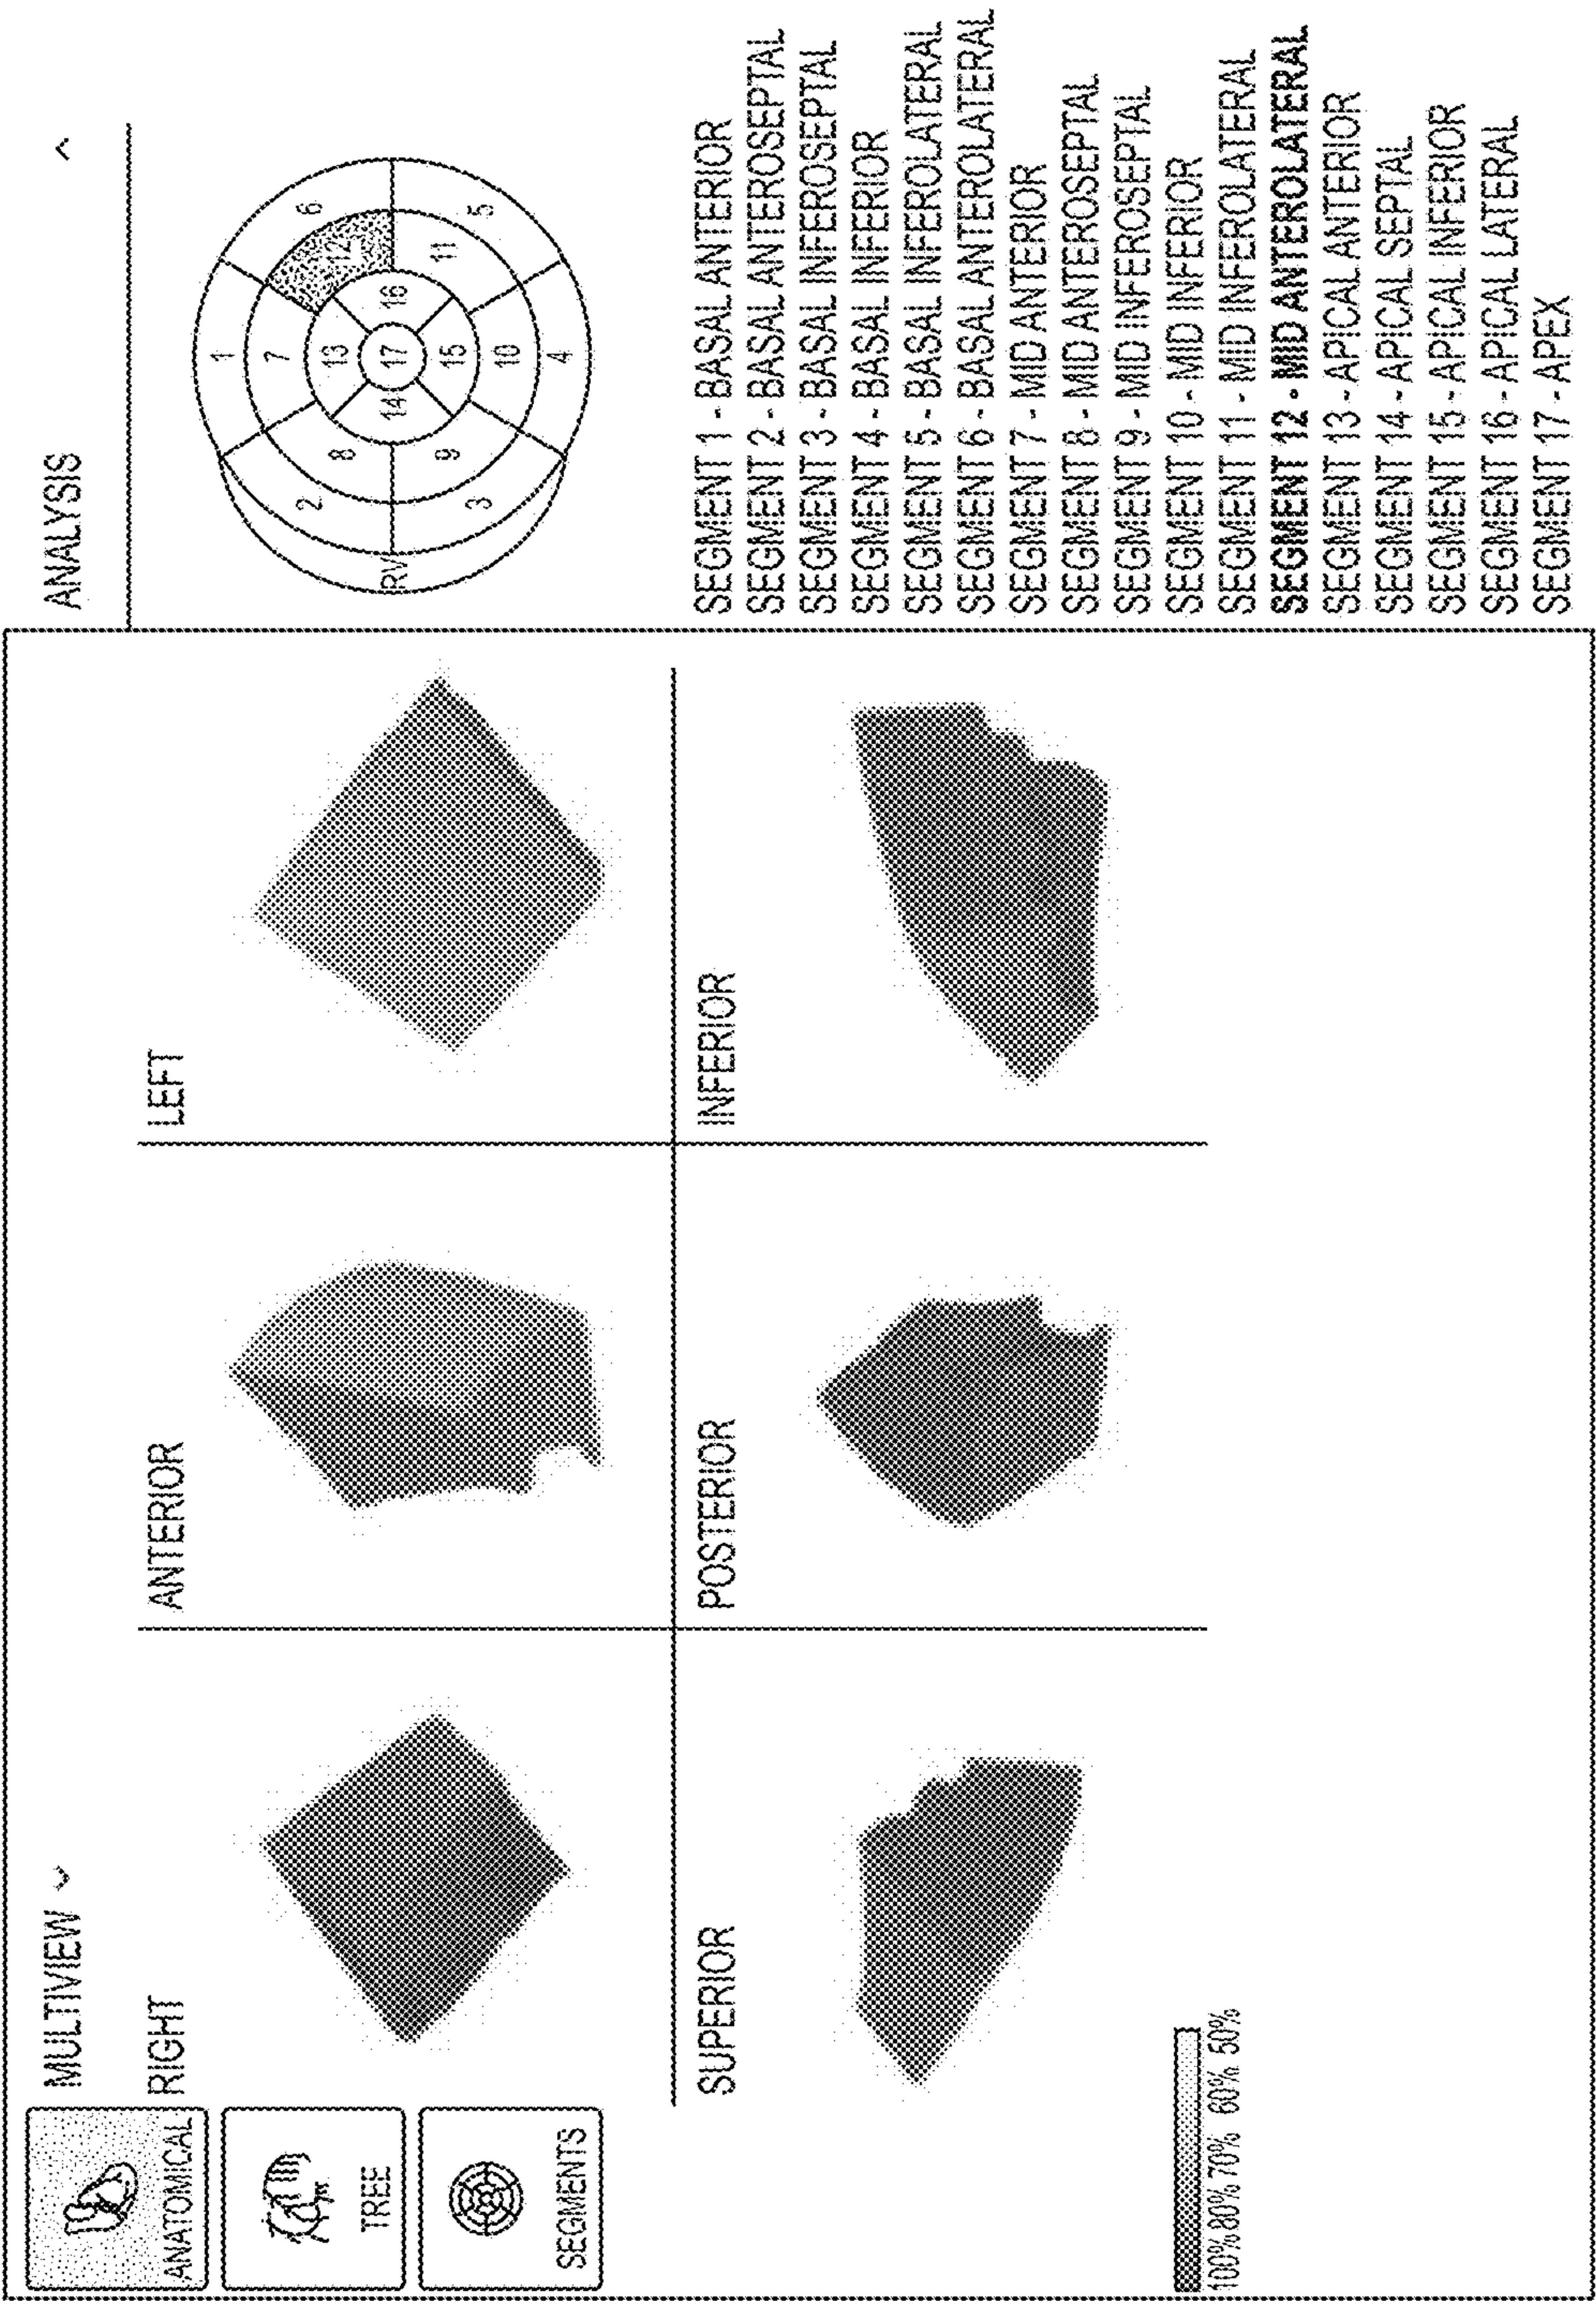 MULTIVIEW
ANATOMICAL
TREE
SEGMENTS
RIGHT
ANTERIOR
LEFT
SUPERIOR
POSTERIOR
INFERIOR
100% 80% 70% 60% 50%
ANALYSIS
1
2
3
4
5
6
7
8
9
10
11
12
13
14
15
16
17
RV
SEGMENT 1 - BASAL ANTERIOR
SEGMENT 2 - BASAL ANTEROSEPTAL
SEGMENT 3 - BASAL INFEROSEPTAL
SEGMENT 4 - BASAL INFERIOR
SEGMENT 5 - BASAL INFEROLATERAL
SEGMENT 6 - BASAL ANTEROLATERAL
SEGMENT 7 - MID ANTERIOR
SEGMENT 8 - MID ANTEROSEPTAL
SEGMENT 9 - MID INFEROSEPTAL
SEGMENT 10 - MID INFERIOR
SEGMENT 11 - MID INFEROLATERAL
SEGMENT 12 - MID ANTEROLATERAL
SEGMENT 13 - APICAL ANTERIOR
SEGMENT 14 - APICAL SEPTAL
SEGMENT 15 - APICAL INFERIOR
SEGMENT 16 - APICAL LATERAL
SEGMENT 17 - APEX